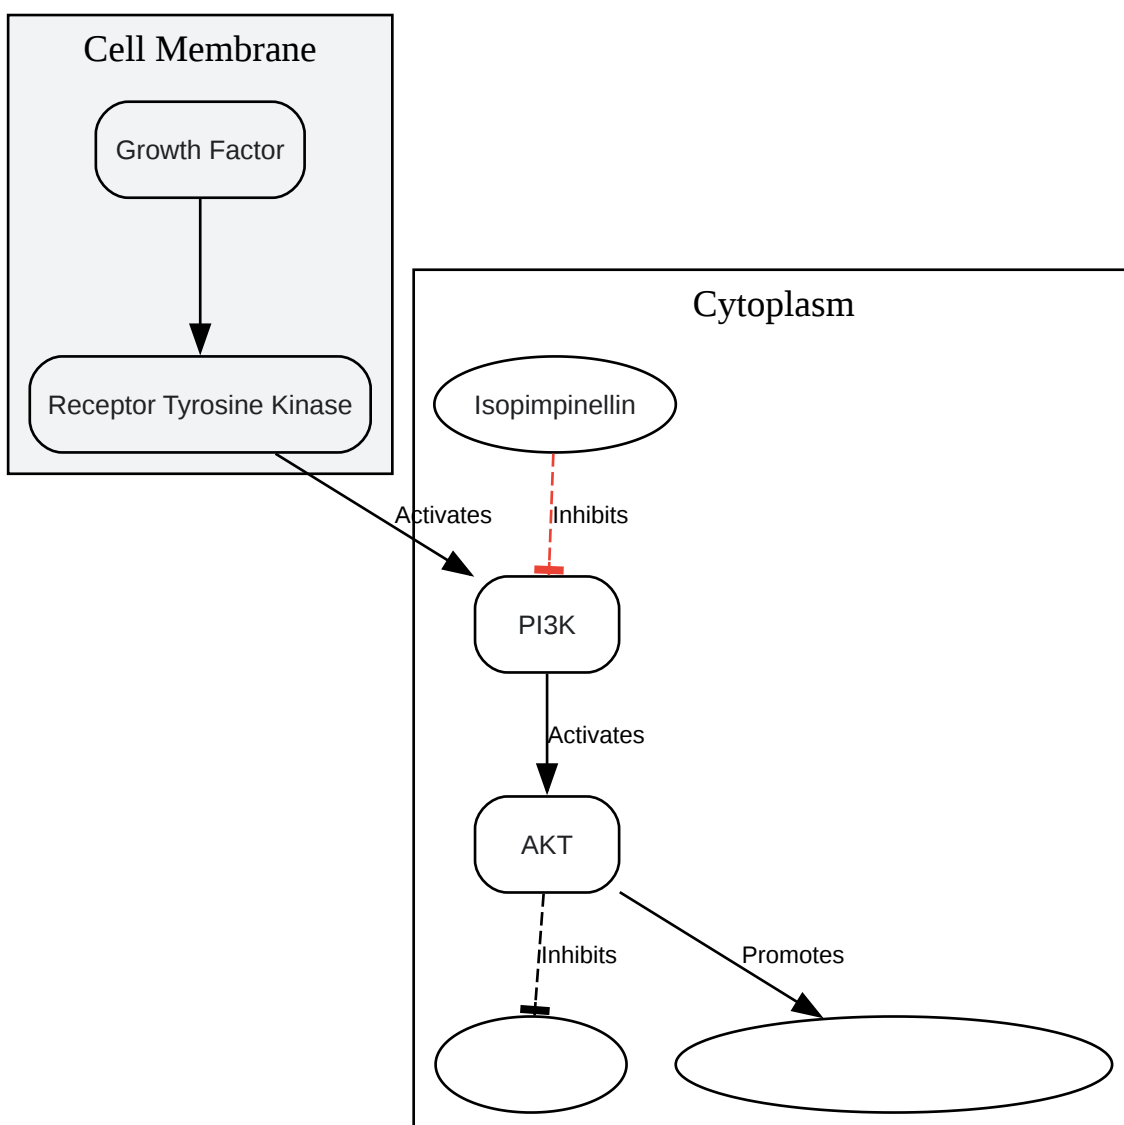 Cell Membrane
Growth Factor
Cytoplasm
Receptor Tyrosine Kinase
Isopimpinellin
Activates
Inhibits
PI3K
Activates
AKT
Inhibits
Promotes